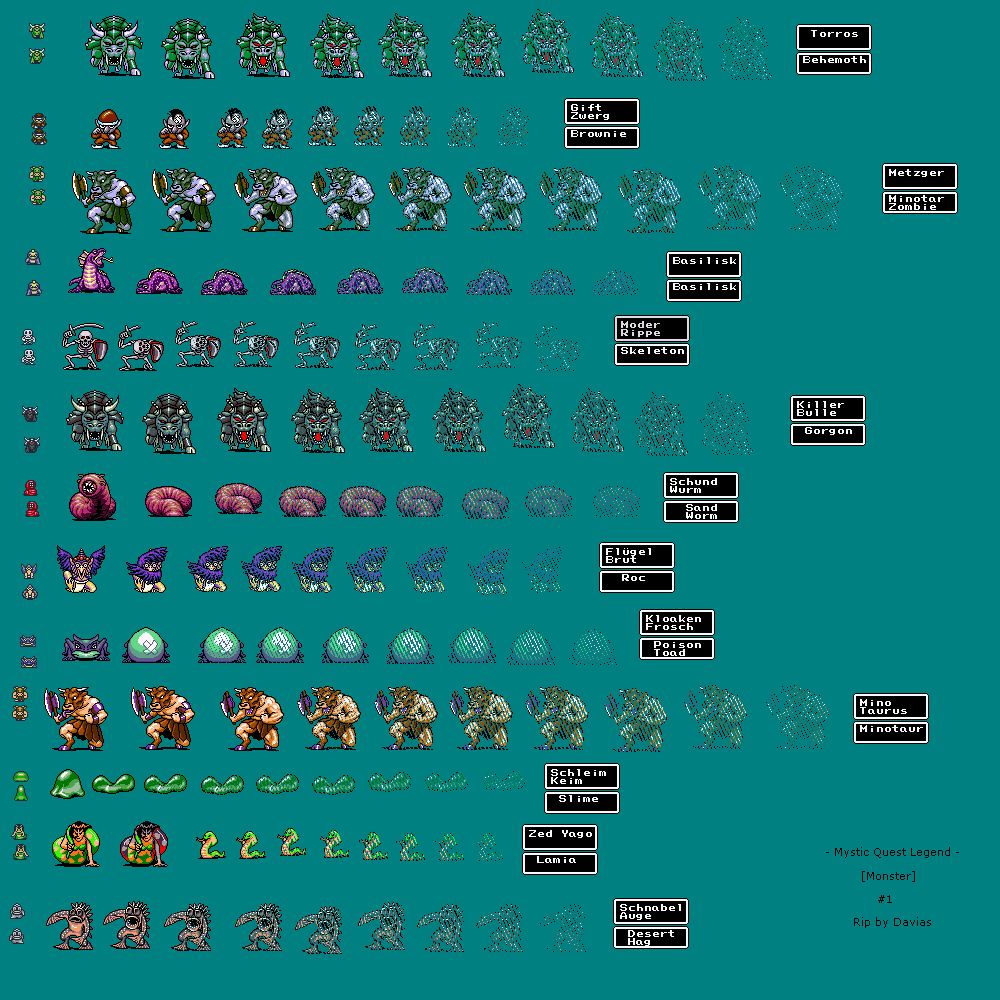 Torros
Behemoth
Gift
Zwerg
Brownie
Metzger
Minotar
Zombie
Basilisk
Basilisk
Moder
Rippe
Skeleton
Killer
Bulle
Gorgon
Schund
Wurm
Sand
Worm
Flügel
Brut
Roc
Kloaken
Frosch
Poison
Toad
Mino
Taurus
Minotaur
Schleim
Keim
Slime
Zed Yago
Lamia
- Mystic Quest Legend -
[Monster]
#1
Rip by Davias
Schnabel
Auge
Desert
Hag